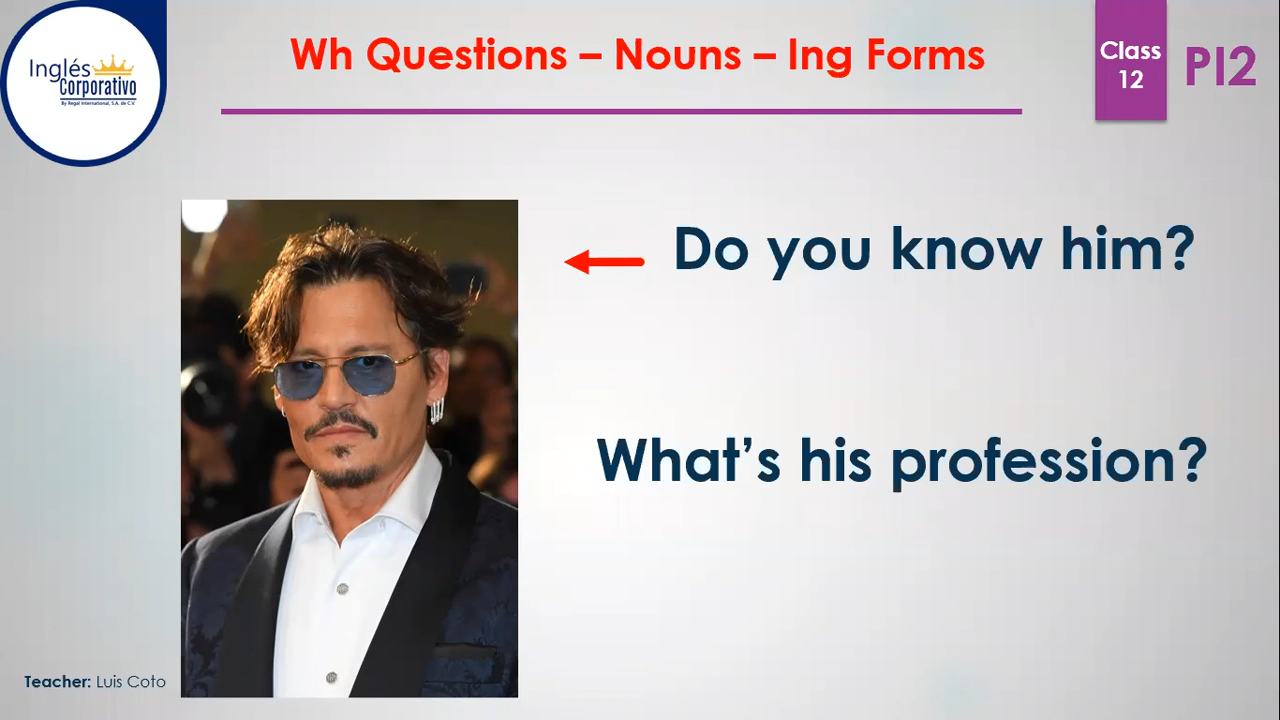 Inglés
Corporativo
By Regal International, S.A. de C.V.
Wh Questions – Nouns – Ing Forms
Class
12
PI2
Do you know him?
What's his profession?
Teacher: Luis Coto